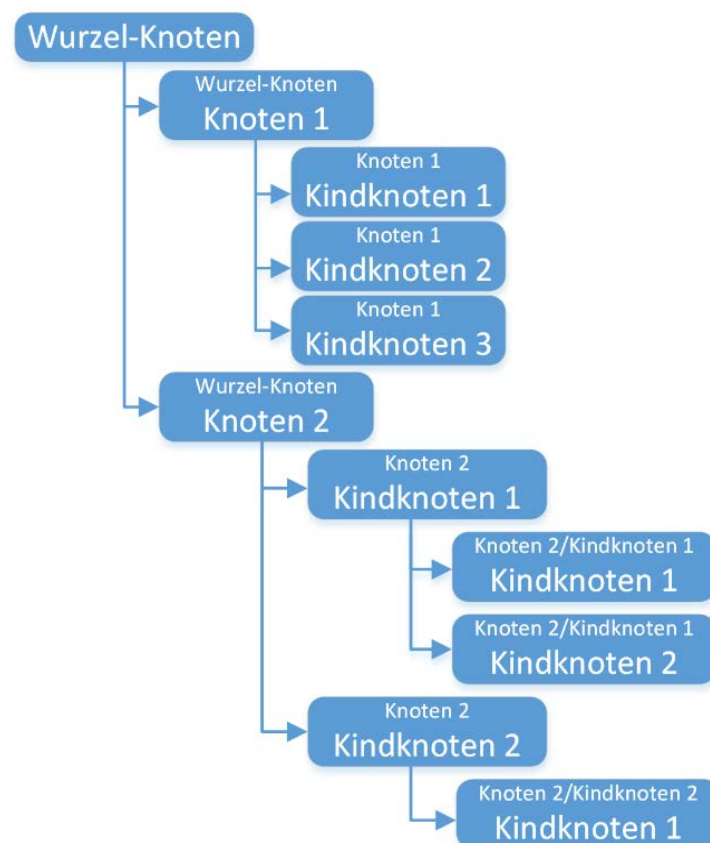 Wurzel-Knoten
Wurzel-Knoten
Knoten 1
Knoten 1
Kindknoten 1
Knoten 1
Kindknoten 2
Knoten 1
Kindknoten 3
Wurzel-Knoten
Knoten 2
Knoten 2
Kindknoten 1
Knoten 2/Kindknoten 1
Kindknoten 1
Knoten 2/Kindknoten 1
Kindknoten 2
Knoten 2
Kindknoten 2
Knoten 2/Kindknoten 2
Kindknoten 1